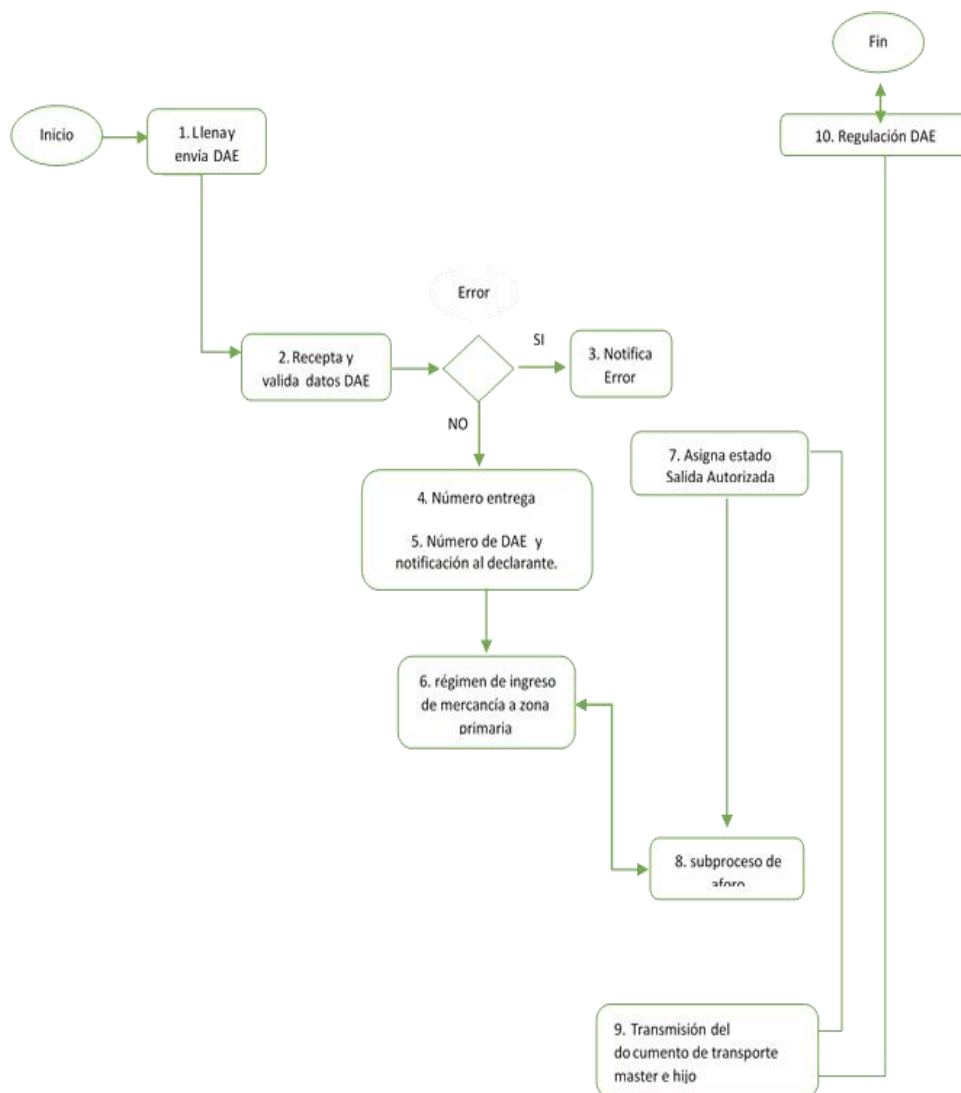 Fin
Inicio
1. Llena y
envía DAE
10. Regulación DAE
Error
SI
2. Recepta y
valida datos DAE
3. Notifica
Error
NO
7. Asigna estado
Salida Autorizada
4. Número entrega
5. Número de DAE y
notificación al declarante.
6. régimen de ingreso
de mercancía a zona
primaria
8. subproceso de
aforo
9. Transmisión del
documento de transporte
master e hijo